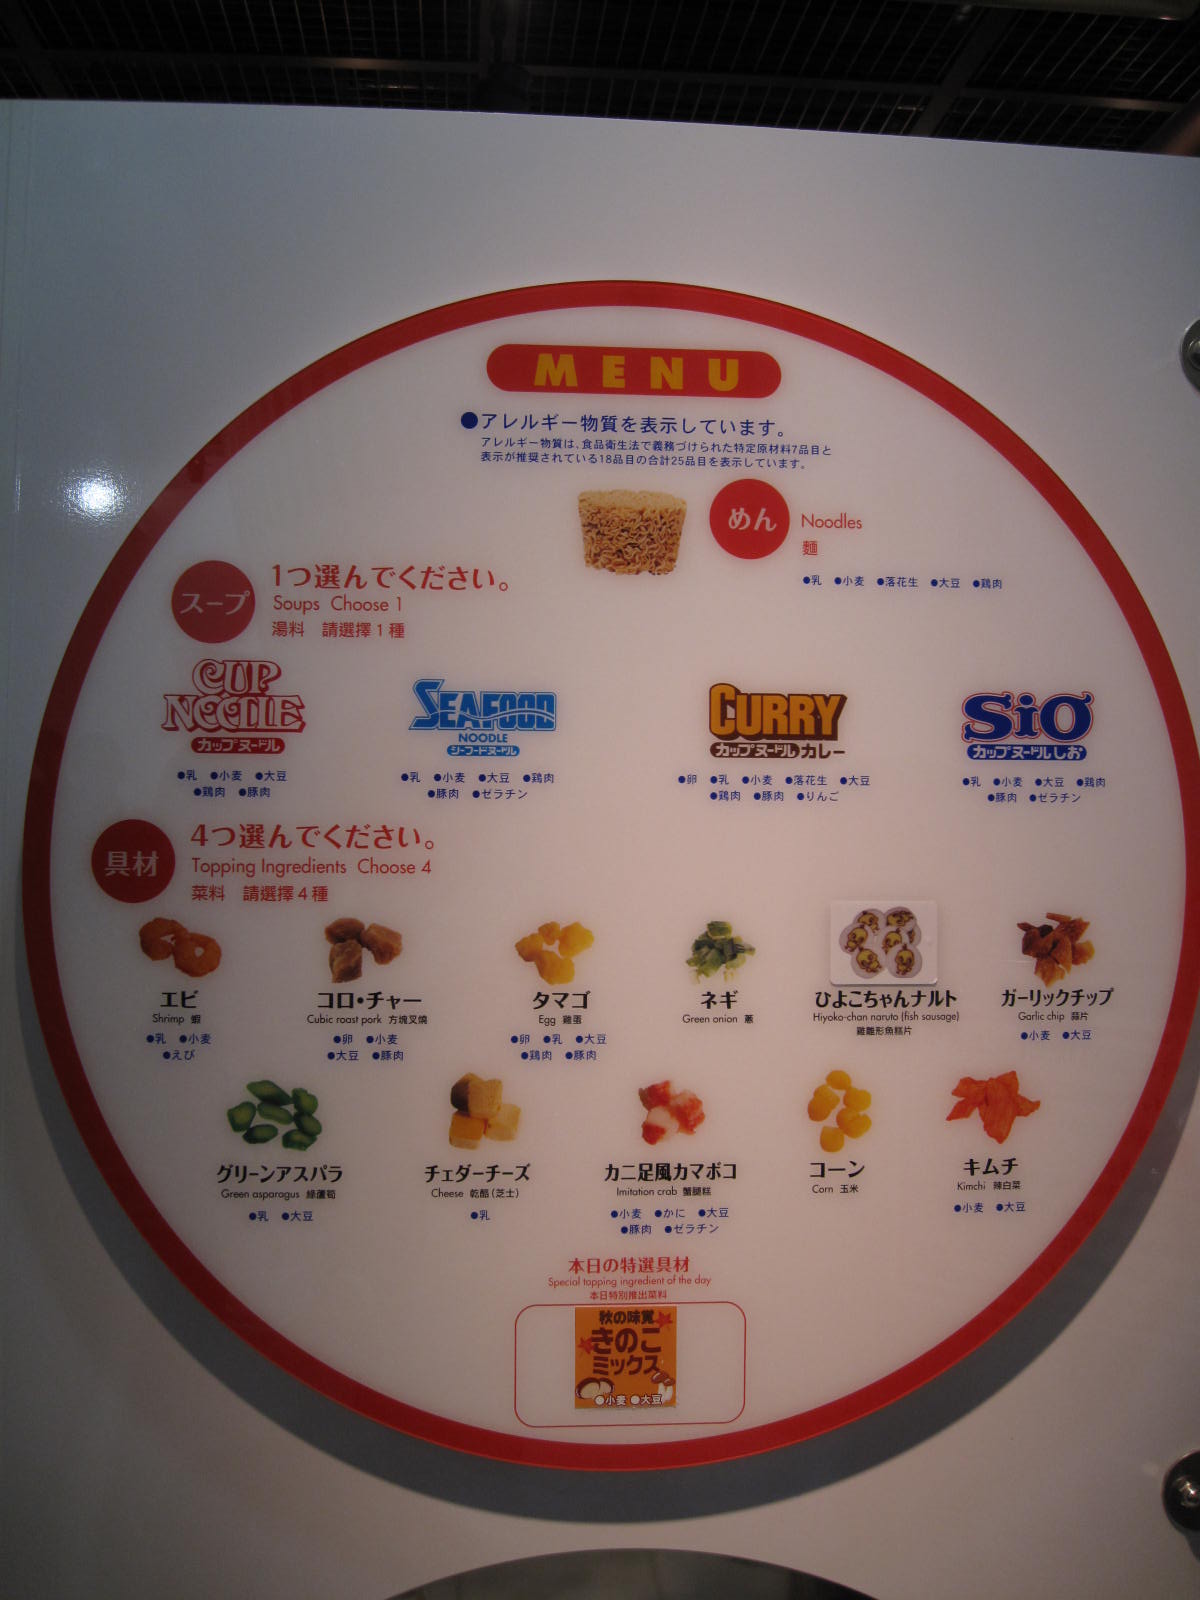 MENU
●アレルギー物質を表示しています。
アレルギー物質は、食品衛生法で義務づけられた特定原材料7品目と
表示が推奨されている18品目の合計25品目を表示しています。
めん
Noodles
麺
●乳 ●小麦 ●落花生 ●大豆 ●鶏肉
スープ
1つ選んでください。
Soups Choose 1
湯料 請選擇1種
CUP
NOODLE
カップヌードル
●乳 ●小麦 ●大豆
●鶏肉 ●豚肉
SEAFOOD
NOODLE
シーフードヌードル
●乳 ●小麦 ●大豆 ●鶏肉
●豚肉 ●ゼラチン
CURRY
カップヌードルカレー
●卵 ●乳 ●小麦 ●落花生 ●大豆
●鶏肉 ●豚肉 ●りんご
SiO
カップヌードルしお
●乳 ●小麦 ●大豆 ●鶏肉
●豚肉 ●ゼラチン
具材
4つ選んでください。
Topping Ingredients Choose 4
菜料 請選擇4種
エビ
Shrimp 蝦
●乳 ●小麦
●えび
コロ・チャー
Cubic roast pork 方塊叉燒
●卵 ●小麦
●大豆 ●豚肉
タマゴ
Egg 雞蛋
●卵 ●乳 ●大豆
●鶏肉 ●豚肉
ネギ
Green onion 蔥
ひよこちゃんナルト
Hiyoko-chan naruto (fish sausage)
雞雛形魚糕片
ガーリックチップ
Garlic chip 蒜片
●小麦 ●大豆
グリーンアスパラ
Green asparagus 綠蘆筍
●乳 ●大豆
チェダーチーズ
Cheese 乾酪(芝士)
●乳
カニ足風カマボコ
Imitation crab 蟹腿糕
●小麦 ●かに ●大豆
●豚肉 ●ゼラチン
コーン
Corn 玉米
キムチ
Kimchi 辣白菜
●小麦 ●大豆
本日の特選具材
Special topping ingredient of the day
本日特別推出菜料
秋の味覚
きのこ
ミックス
●小麦 ●大豆